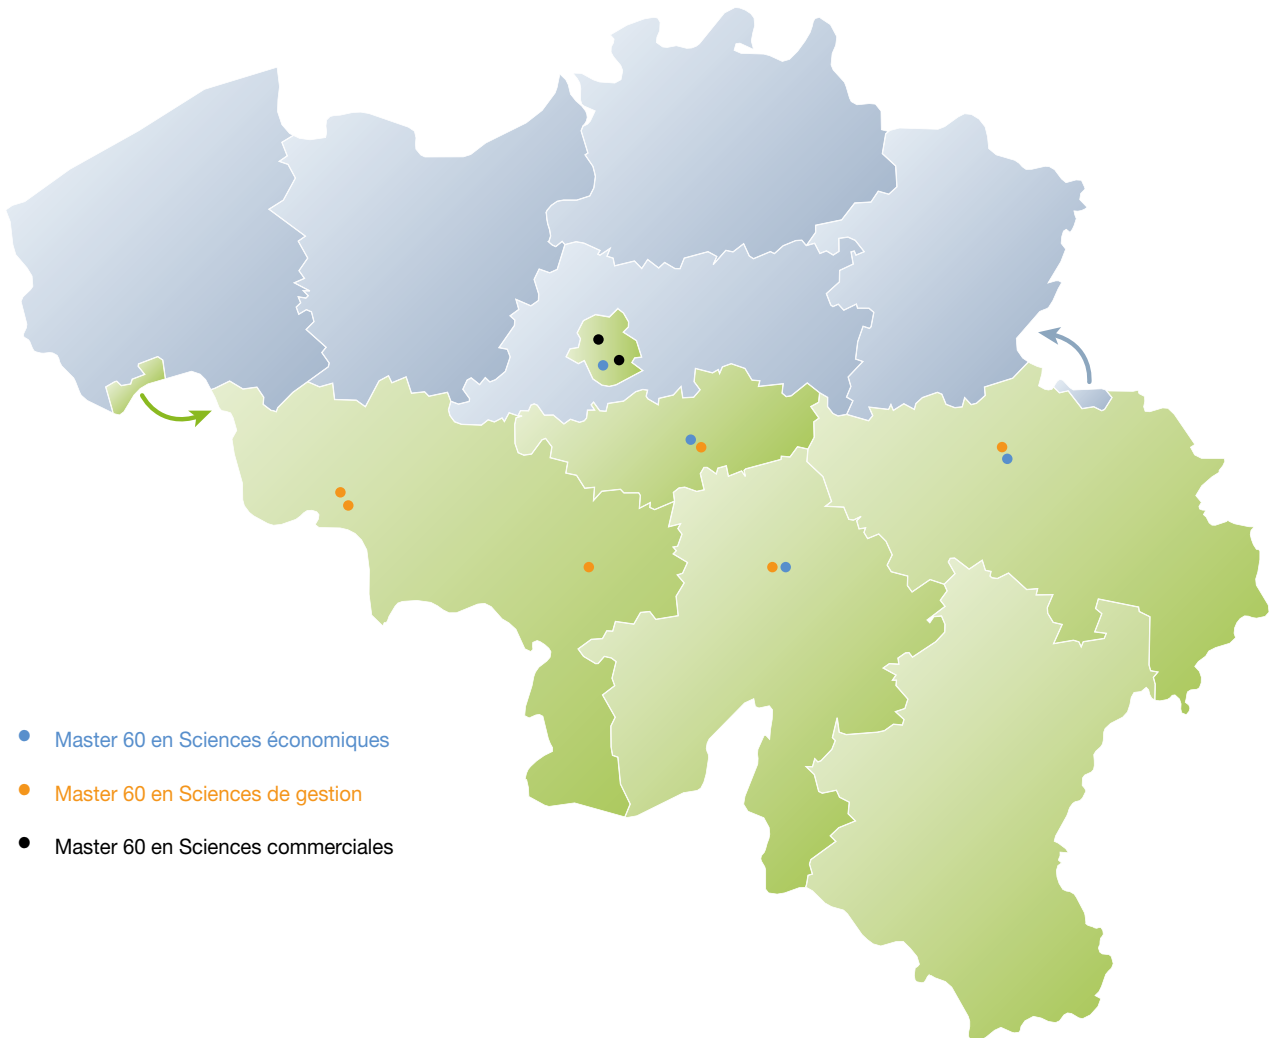 Master 60 en Sciences économiques
Master 60 en Sciences de gestion
Master 60 en Sciences commerciales